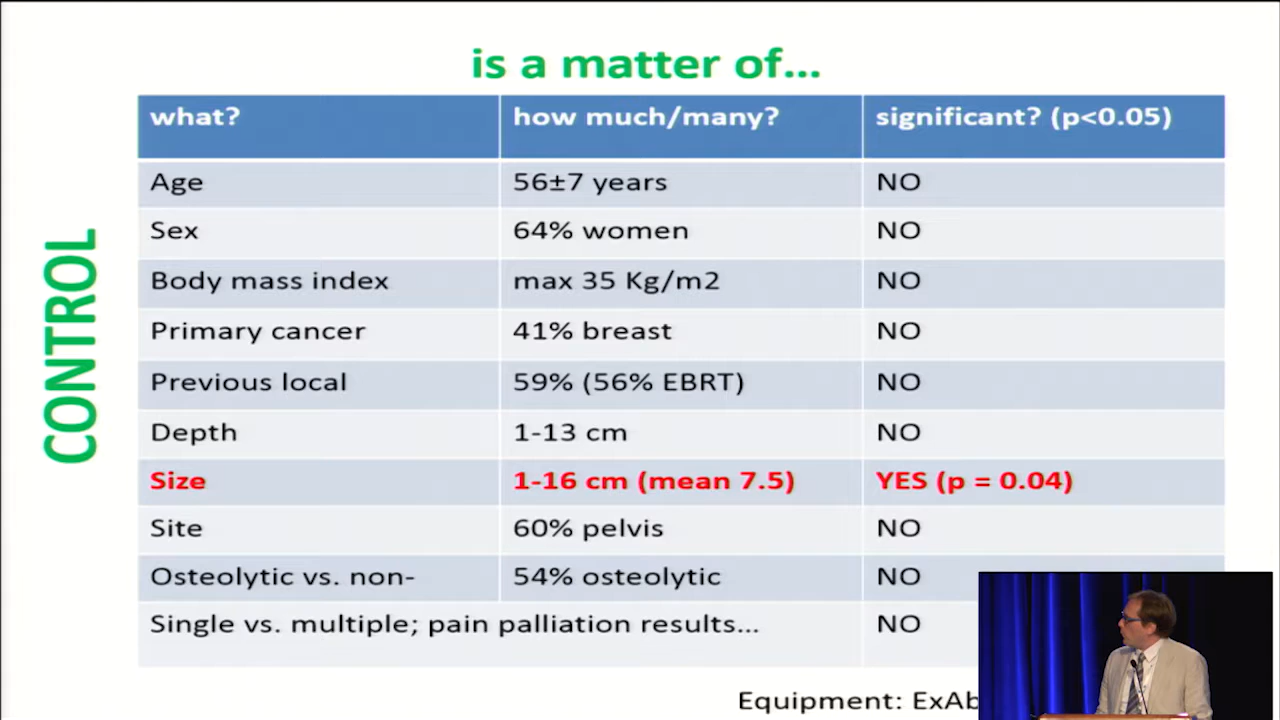 is a matter of...
CONTROL
what? how much/many? significant? (p<0.05)
Age 56±7 years NO
Sex 64% women NO
Body mass index max 35 Kg/m2 NO
Primary cancer 41% breast NO
Previous local 59% (56% EBRT) NO
Depth 1-13 cm NO
Size 1-16 cm (mean 7.5) YES (p = 0.04)
Site 60% pelvis NO
Osteolytic vs. non- 54% osteolytic NO
Single vs. multiple; pain palliation results... NO
Equipment: